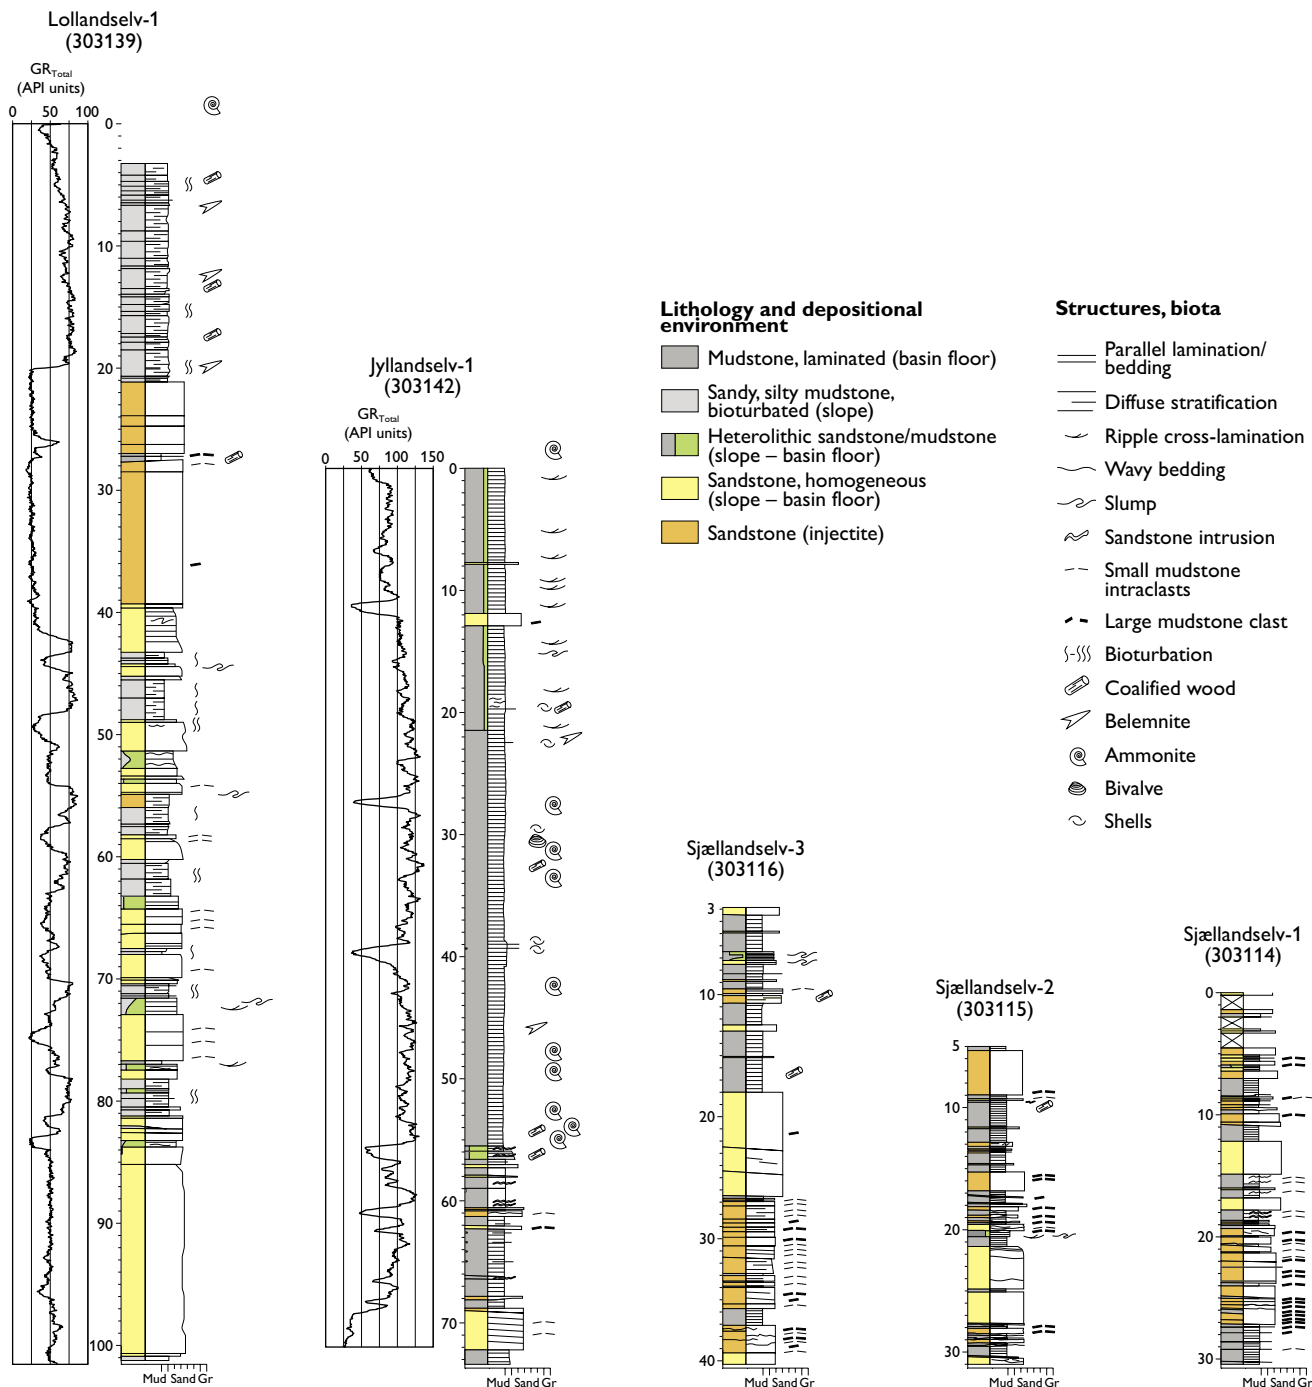 Lollandselv-1
(303139)
GRTotal
(API units)
0 50 100
0
10
20
30
40
50
60
70
80
90
100
Mud Sand Gr
Jyllandselv-1
(303142)
GRTotal
(API units)
0 50 100 150
0
10
20
30
40
50
60
70
Mud Sand Gr
Lithology and depositional
environment
Mudstone, laminated (basin floor)
Sandy, silty mudstone,
bioturbated (slope)
Heterolithic sandstone/mudstone
(slope – basin floor)
Sandstone, homogeneous
(slope – basin floor)
Sandstone (injectite)
Structures, biota
Parallel lamination/
bedding
Diffuse stratification
Ripple cross-lamination
Wavy bedding
Slump
Sandstone intrusion
Small mudstone
intraclasts
Large mudstone clast
Bioturbation
Coalified wood
Belemnite
Ammonite
Bivalve
Shells
Sjællandselv-3
(303116)
3
10
20
30
40
Mud Sand Gr
Sjællandselv-2
(303115)
5
10
20
30
Mud Sand Gr
Sjællandselv-1
(303114)
0
10
20
30
Mud Sand Gr